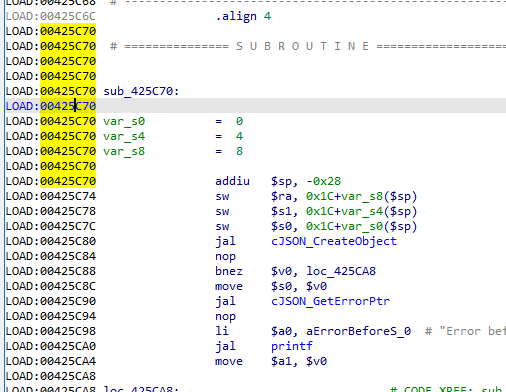 LOAD:00425C68 # ---------------------------------------------------------------
LOAD:00425C6C .align 4
LOAD:00425C70
LOAD:00425C70 # =============== S U B R O U T I N E =================
LOAD:00425C70
LOAD:00425C70
LOAD:00425C70 sub_425C70:
LOAD:00425C70
LOAD:00425C70 var_s0 = 0
LOAD:00425C70 var_s4 = 4
LOAD:00425C70 var_s8 = 8
LOAD:00425C70
LOAD:00425C70 addiu $sp, -0x28
LOAD:00425C74 sw $ra, 0x1C+var_s8($sp)
LOAD:00425C78 sw $s1, 0x1C+var_s4($sp)
LOAD:00425C7C sw $s0, 0x1C+var_s0($sp)
LOAD:00425C80 jal cJSON_CreateObject
LOAD:00425C84 nop
LOAD:00425C88 bnez $v0, loc_425CA8
LOAD:00425C8C move $s0, $v0
LOAD:00425C90 jal cJSON_GetErrorPtr
LOAD:00425C94 nop
LOAD:00425C98 li $a0, aErrorBeforeS_0 # "Error bef
LOAD:00425CA0 jal printf
LOAD:00425CA4 move $a1, $v0
LOAD:00425CA8
LOAD:00425CA8 loc_425CA8: # CODE XREF: sub